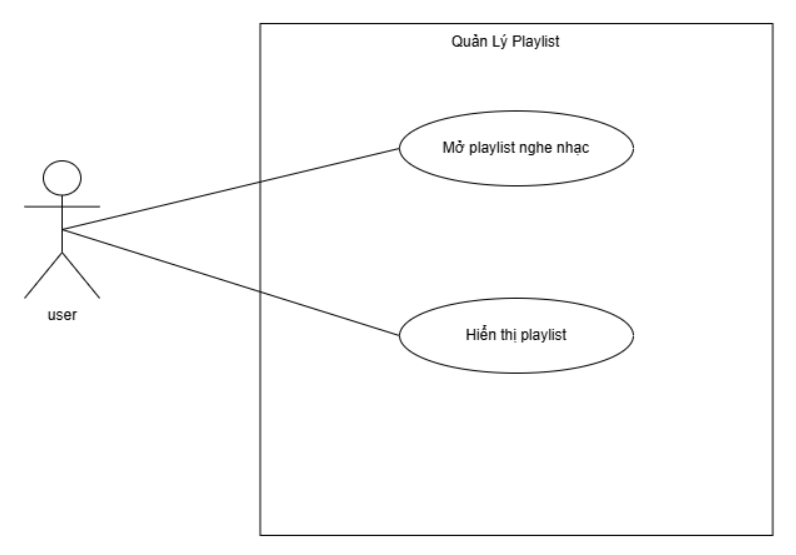 Quản Lý Playlist
Mở playlist nghe nhạc
user
Hiển thị playlist